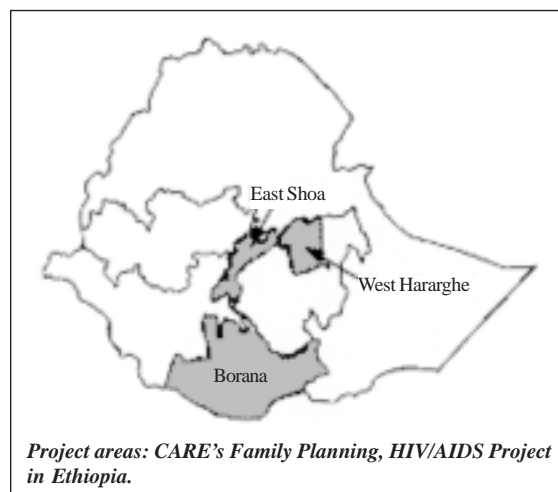 East Shoa
West Hararghe
Borana
Project areas: CARE's Family Planning, HIV/AIDS Project
in Ethiopia.